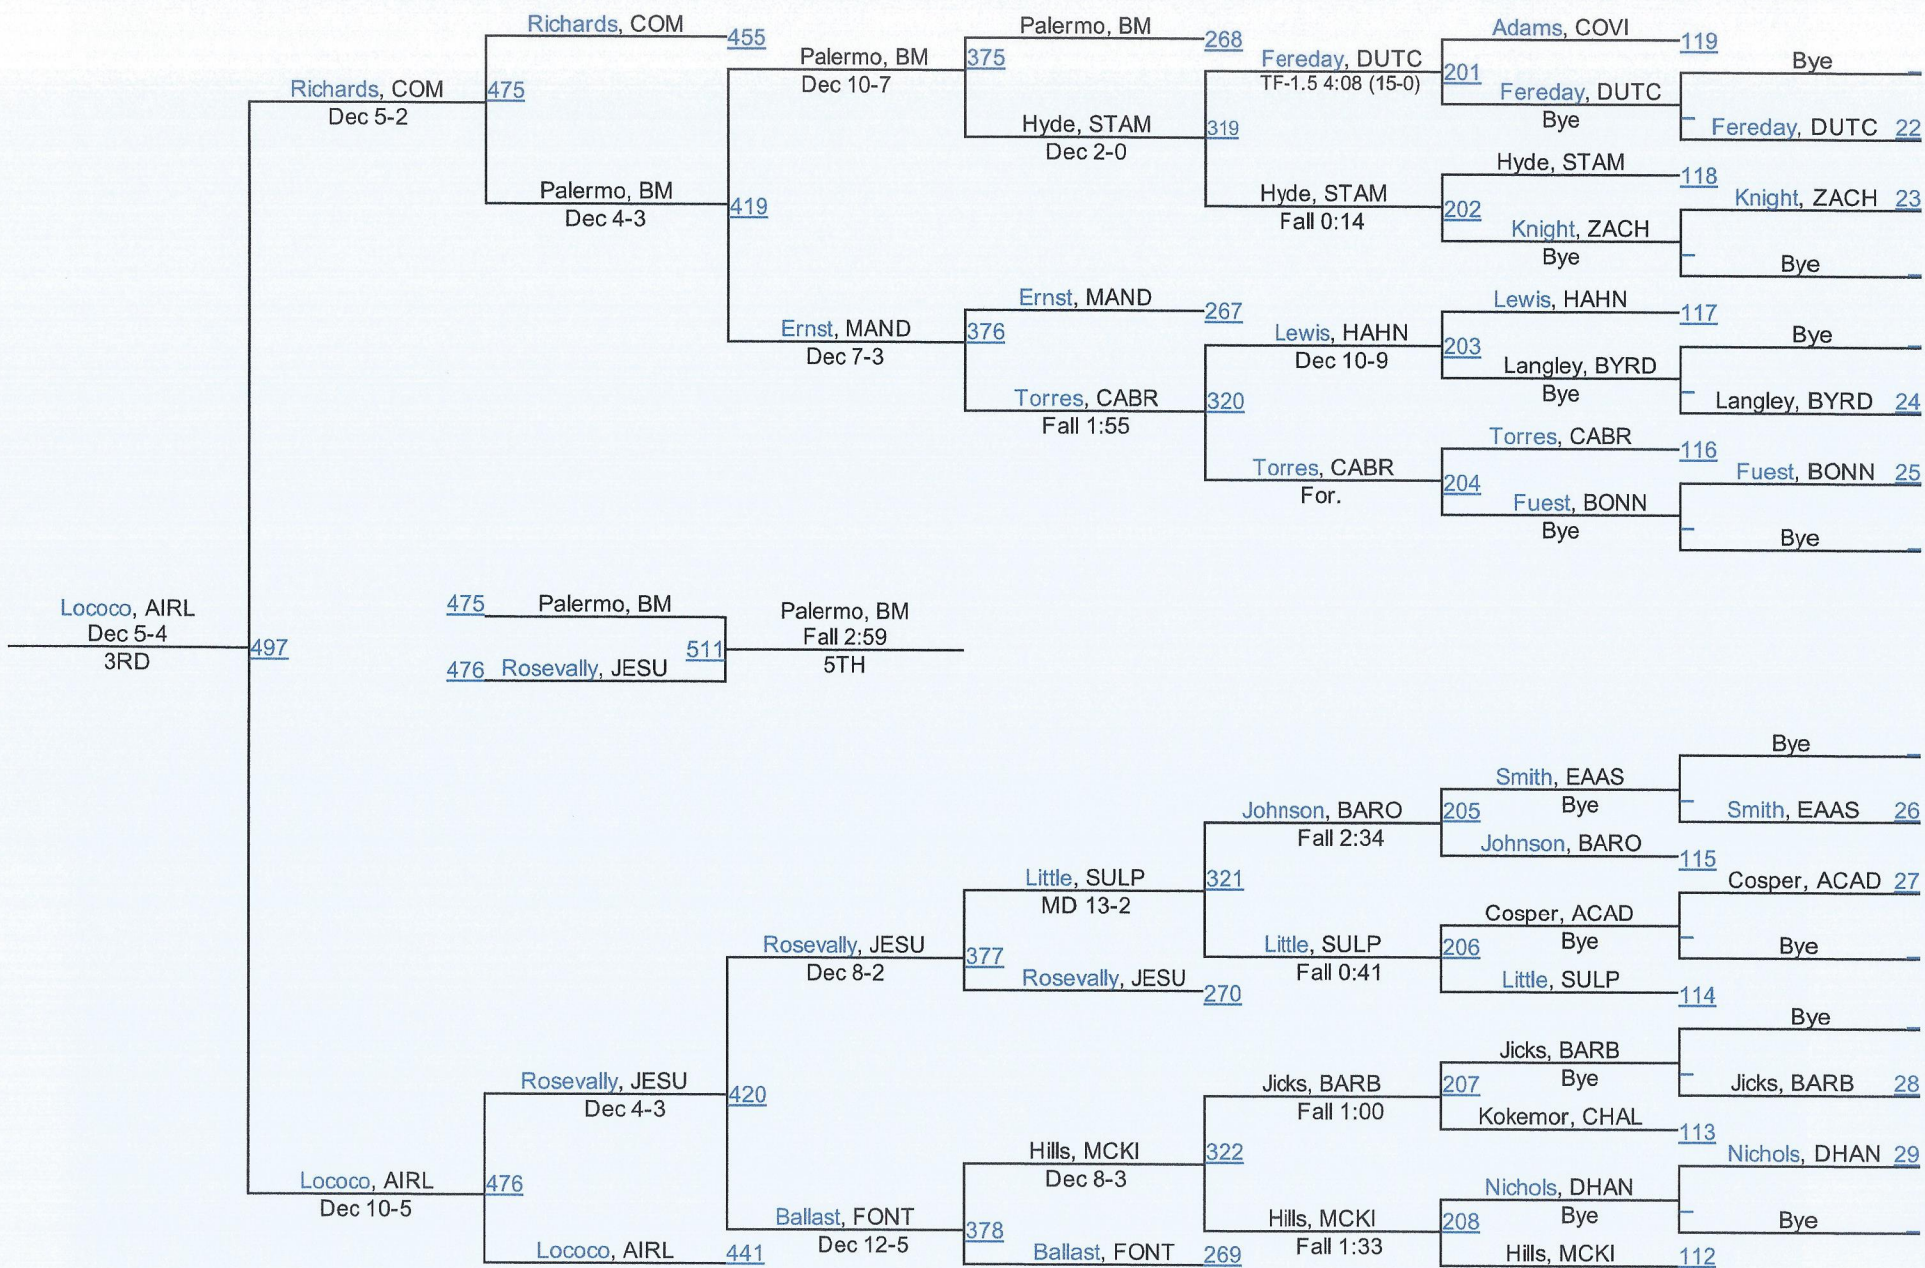 Richards, COM
455
Palermo, BM
268
Adams, COVI
119
Bye
Palermo, BM
375
Fereday, DUTC
201
Dec 10-7
TF-1.5 4:08 (15-0)
Richards, COM
475
Fereday, DUTC
Dec 5-2
Bye
Hyde, STAM
319
Fereday, DUTC 22
Dec 2-0
Hyde, STAM
118
Palermo, BM
419
Hyde, STAM
202
Knight, ZACH 23
Dec 4-3
Fall 0:14
Knight, ZACH
Bye
Bye
Ernst, MAND
267
Lewis, HAHN
117
Ernst, MAND
376
Lewis, HAHN
203
Bye
Dec 7-3
Dec 10-9
Langley, BYRD
Bye
Torres, CABR
320
Langley, BYRD 24
Fall 1:55
Torres, CABR
116
Torres, CABR
204
Fuest, BONN 25
For.
Fuest, BONN
Bye
Bye
Lococo, AIRL
497
475 Palermo, BM
511
Palermo, BM
Dec 5-4
Fall 2:59
3RD
476 Rosevally, JESU
5TH
Bye
Smith, EAAS
Bye
Johnson, BARO
205
Smith, EAAS 26
Fall 2:34
Johnson, BARO
115
Little, SULP
321
Cosper, ACAD 27
MD 13-2
Cosper, ACAD
Bye
Rosevally, JESU
377
Little, SULP
206
Bye
Dec 8-2
Fall 0:41
Rosevally, JESU
270
Little, SULP
114
Bye
Jicks, BARB
Bye
Rosevally, JESU
420
Jicks, BARB
207
Jicks, BARB 28
Dec 4-3
Fall 1:00
Kokemor, CHAL
113
Hills, MCKI
322
Nichols, DHAN 29
Dec 8-3
Lococo, AIRL
476
Nichols, DHAN
Dec 10-5
Bye
Ballast, FONT
378
Hills, MCKI
208
Bye
Dec 12-5
Fall 1:33
Lococo, AIRL
441
Ballast, FONT
269
Hills, MCKI
112